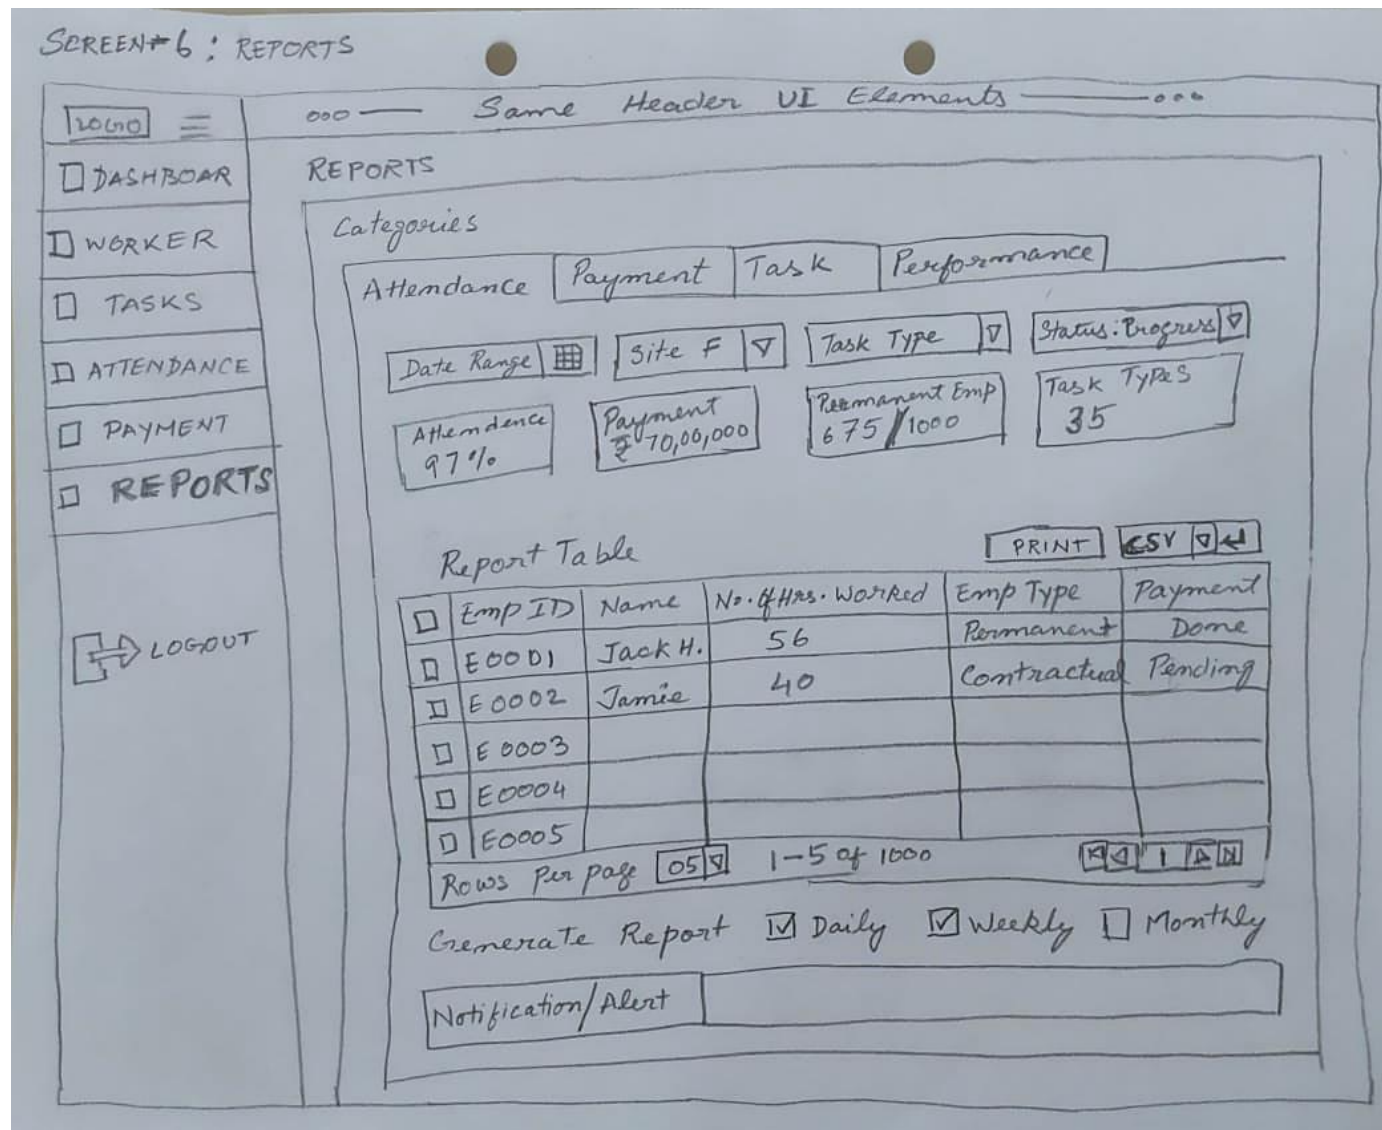 SCREEN#6 : REPORTS
LOGO
ooo — Same Header UI Elements — ooo
DASHBOAR
WORKER
TASKS
ATTENDANCE
PAYMENT
REPORTS
LOGOUT
REPORTS
Categories
Attendance Payment Task Performance
Date Range Site F Task Type Status: Progress
Attendence Payment Permanent Emp Task Types
97% ₹ 70,00,000 675/1000 35
Report Table PRINT CSV
Emp ID Name No. of Hrs. Worked Emp Type Payment
E0001 Jack H. 56 Permanent Done
E0002 Jamie 40 Contractual Pending
E0003
E0004
E0005
Rows Per page 05 1-5 of 1000 1
Generate Report Daily Weekly Monthly
Notification/Alert